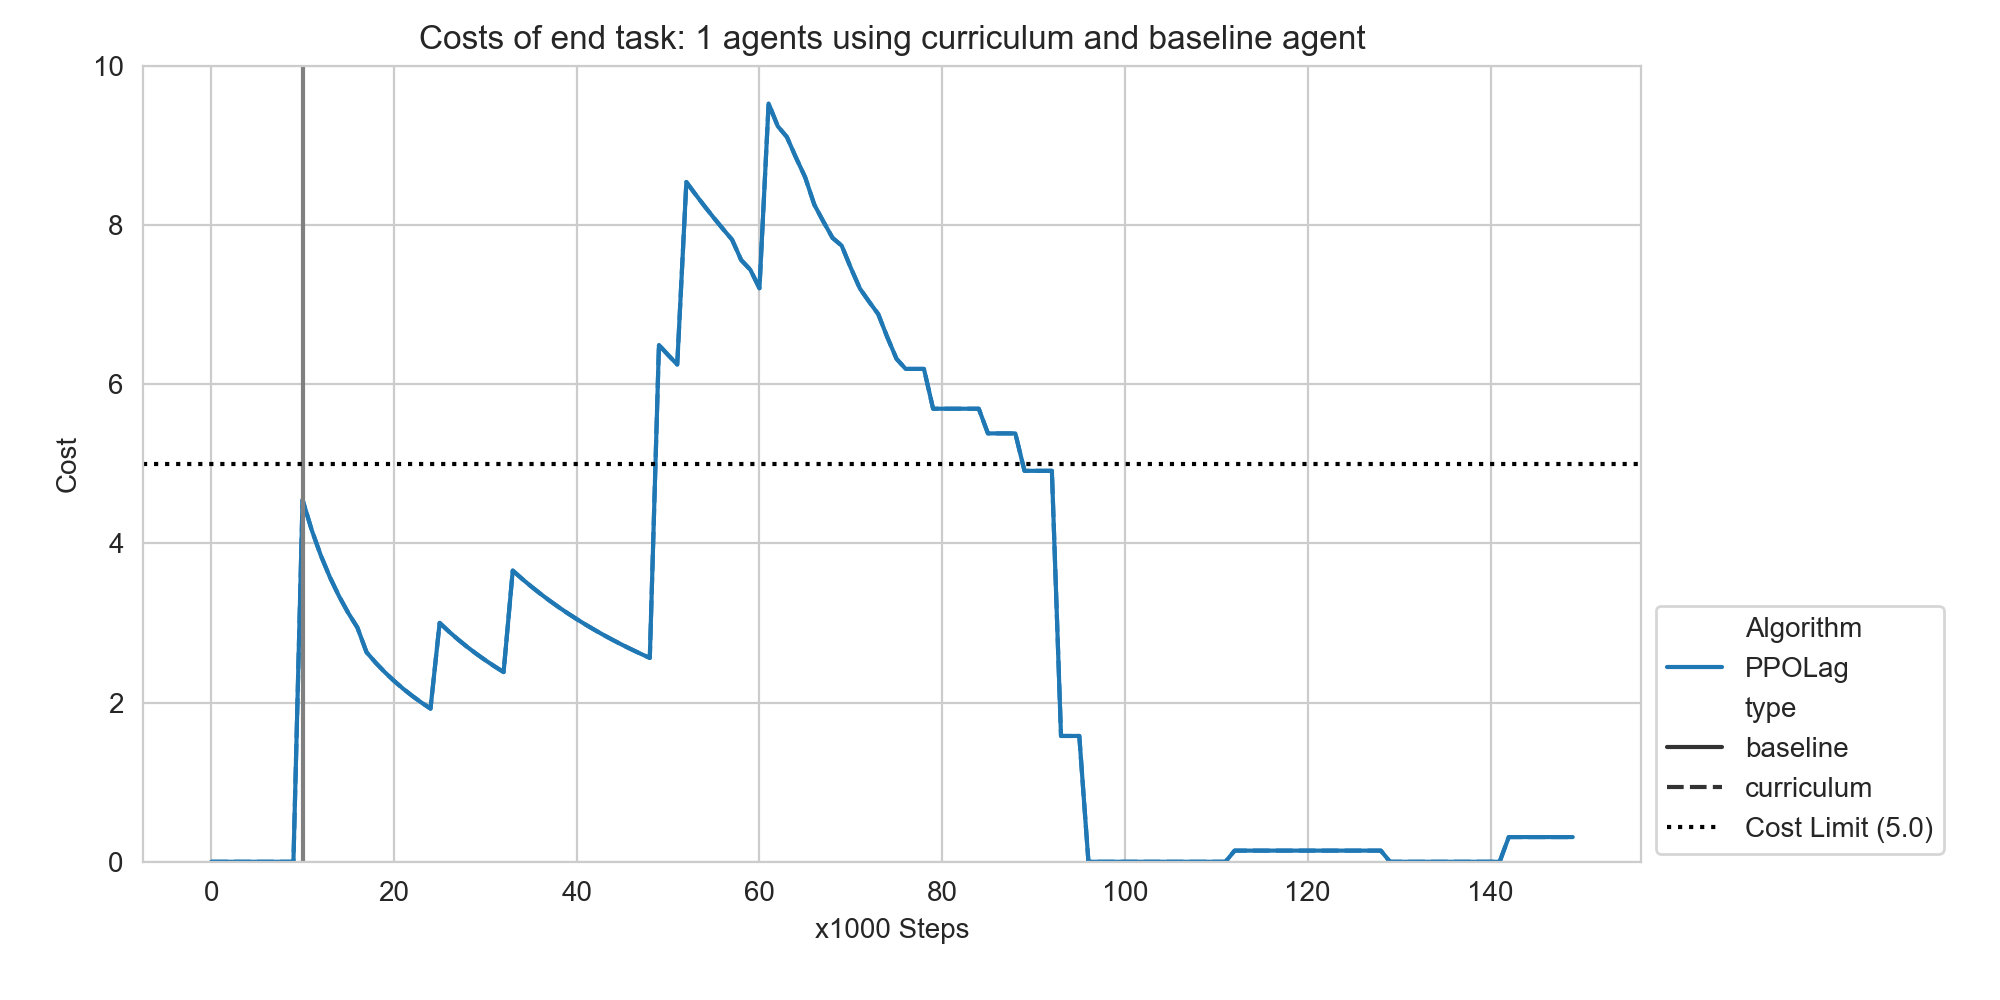 Costs of end task: 1 agents using curriculum and baseline agent
10
8
6
4
2
0
Cost
0 20 40 60 80 100 120 140
x1000 Steps
Algorithm
PPOLag
type
baseline
curriculum
Cost Limit (5.0)